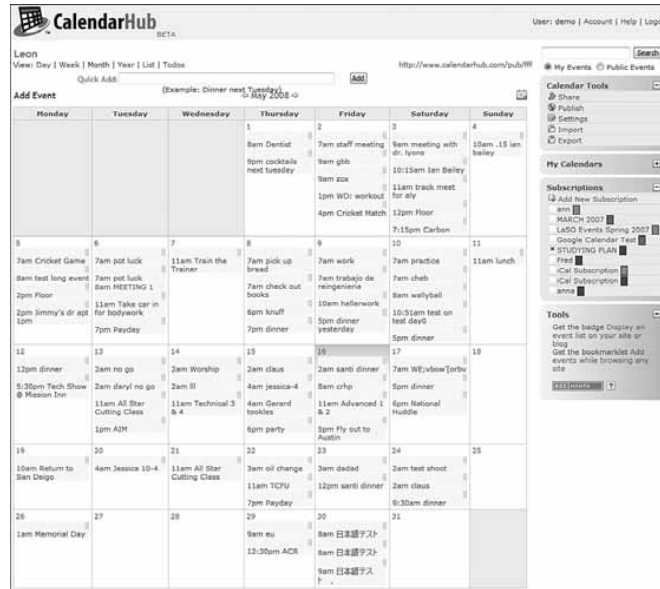 CalendarHub
BETA
User: demo | Account | Help |
Leon
View: Day | Week | Month | Year | List | Todos
http://www.calendarhub.com/pub/ffff
Quick Add:
Add
(Example: Dinner next Tuesday)
Add Event
May 2008
Monday Tuesday Wednesday Thursday Friday Saturday Sunday
1
8am Dentist
9pm cocktails
next tuesday
2
7am staff meeting
9am gbb
9am zcx
1pm WO: workout
4pm Cricket Match
3
9am meeting with
dr. lyons
10:15am Ian Bailey
11am track meet
for aly
12pm Floor
7:15pm Carbon
4
10am .15 ian
bailey
5
7am Cricket Game
8am test long event
2pm Floor
2pm Jimmy's dr apt
1pm
6
7am pot luck
7am pot luck
8am MEETING 1
11am Take car in
for bodywork
7pm Payday
7
11am Train the
Trainer
8
7am pick up
bread
7am check out
books
6pm knuff
7pm dinner
9
7am work
7am trabajo de
reingenieria
10am hellerwork
5pm dinner
yesterday
10
7am practice
7am cheb
8am wallyball
10:51am test on
test day0
5pm dinner
11
11am lunch
12
12pm dinner
5:30pm Tech Show
@ Mission Inn
13
2am no go
2am daryl no go
11am All Star
Cutting Class
1pm AIM
14
3am Worship
2am lll
11am Technical 3
& 4
15
2am claus
4am jessica-4
4am Gerard
tookles
6pm party
16
2am santi dinner
8am crhp
11am Advanced 1
& 2
5pm Fly out to
Austin
17
7am WE;vbow'[orbv
5pm dinner
6pm National
Huddle
18
19
10am Return to
San Deigo
20
4am Jessica 10-4
21
11am All Star
Cutting Class
22
3am oil change
11am TCFU
7pm Payday
23
3am dadad
12pm santi dinner
24
2am test shoot
2am claus
9:30am dinner
25
26
1am Memorial Day
27
28
29
9am eu
12:30pm ACR
30
8am 日本語テスト
8am 日本語テスト
9am 日本語テス
ト
31
Search
My Events Public Events
Calendar Tools
Share
Publish
Settings
Import
Export
My Calendars
Subscriptions
Add New Subscription
ann
MARCH 2007
LaSO Events Spring 2007
Google Calendar Test
STUDYING PLAN
Fred
iCal Subscription
iCal Subscription
anna
Tools
Get the badge Display an
event list on your site or
blog
Get the bookmarklet Add
events while browsing any
site
?